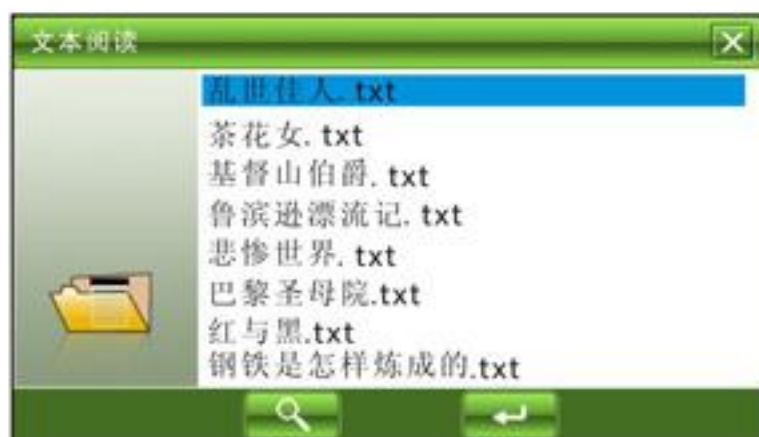 文本阅读
乱世佳人. txt
茶花女. txt
基督山伯爵. txt
鲁滨逊漂流记. txt
悲惨世界. txt
巴黎圣母院.txt
红与黑.txt
钢铁是怎样炼成的.txt